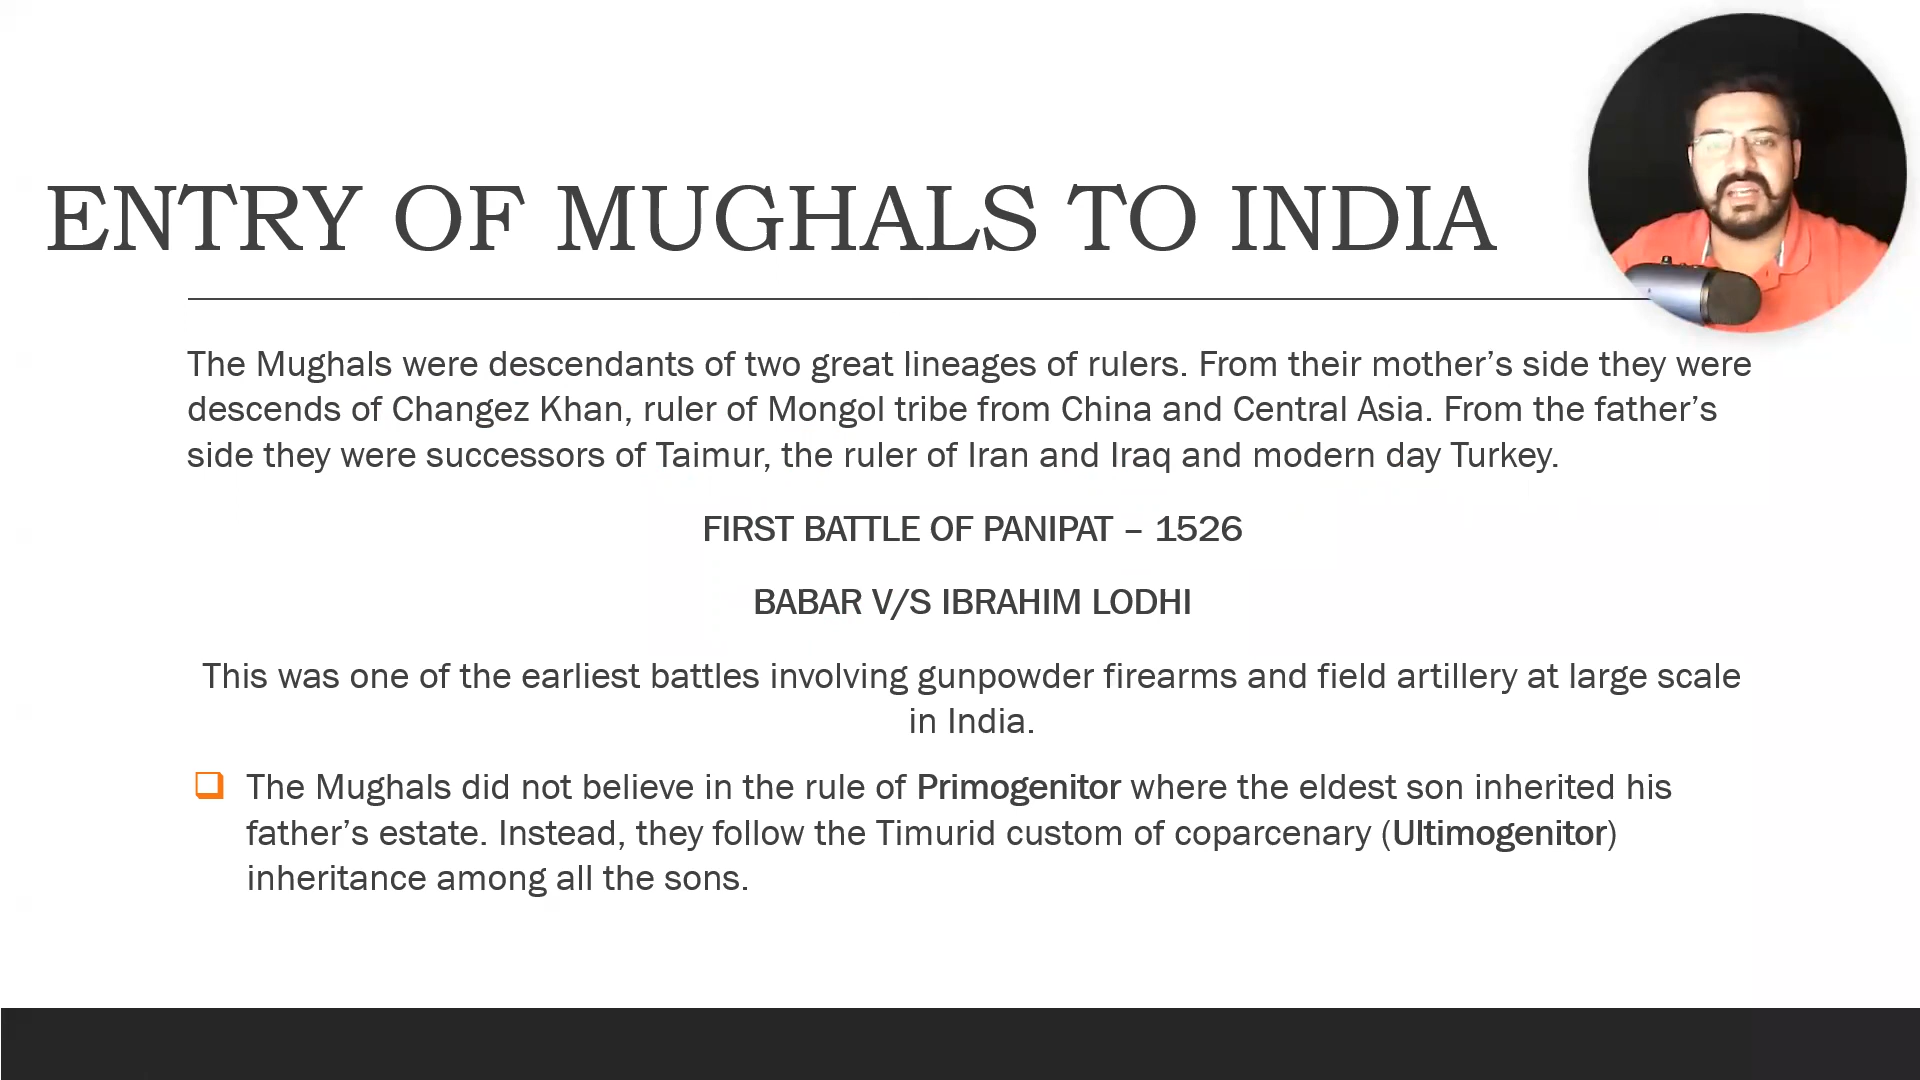 ENTRY OF MUGHALS TO INDIA
The Mughals were descendants of two great lineages of rulers. From their mother’s side they were
descends of Changez Khan, ruler of Mongol tribe from China and Central Asia. From the father’s
side they were successors of Taimur, the ruler of Iran and Iraq and modern day Turkey.
FIRST BATTLE OF PANIPAT – 1526
BABAR V/S IBRAHIM LODHI
This was one of the earliest battles involving gunpowder firearms and field artillery at large scale
in India.
The Mughals did not believe in the rule of Primogenitor where the eldest son inherited his
father’s estate. Instead, they follow the Timurid custom of coparcenary (Ultimogenitor)
inheritance among all the sons.